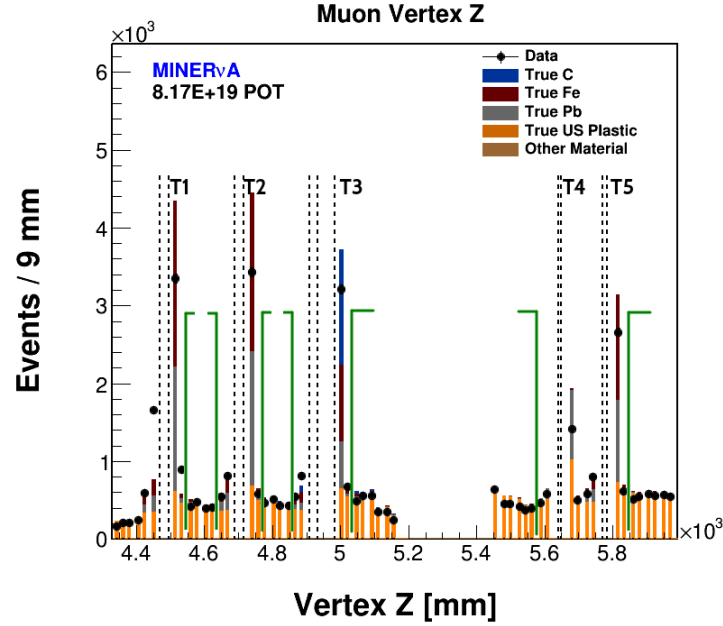 Muon Vertex Z
×10³
Data
MINERνA
True C
8.17E+19 POT
True Fe
True Pb
True US Plastic
Other Material
T1 T2 T3 T4 T5
6
5
4
3
2
1
0
Events / 9 mm
4.4 4.6 4.8 5 5.2 5.4 5.6 5.8
×10³
Vertex Z [mm]